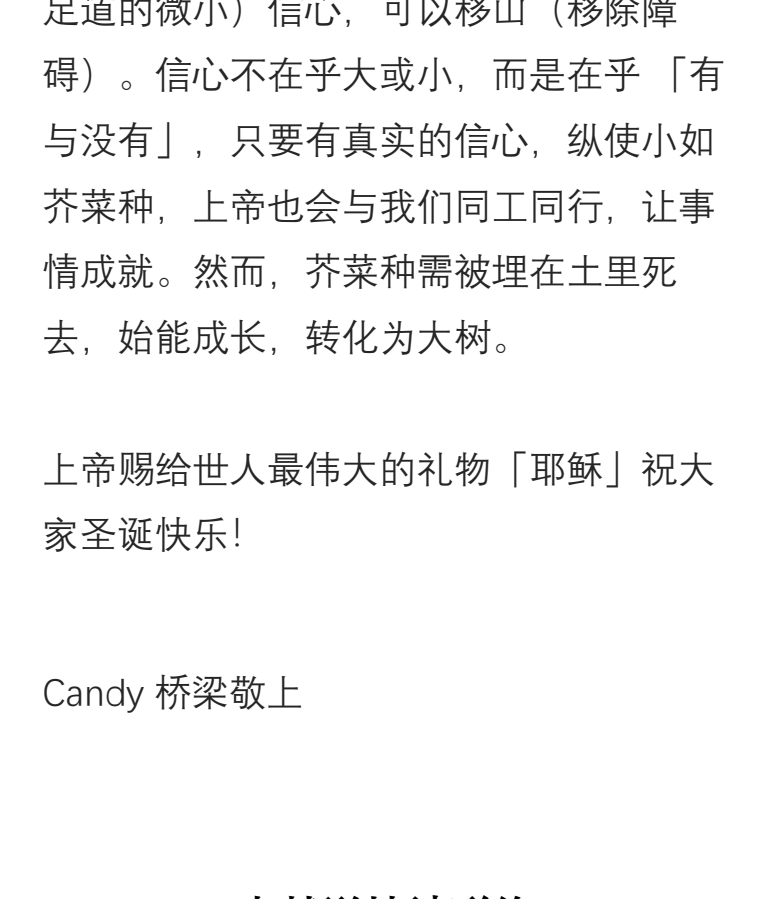 足道的微小）信心，可以移山（移除障
碍）。信心不在乎大或小，而是在乎「有
与没有」，只要有真实的信心，纵使小如
芥菜种，上帝也会与我们同工同行，让事
情成就。然而，芥菜种需被埋在土里死
去，始能成长，转化为大树。
上帝赐给世人最伟大的礼物「耶稣」祝大
家圣诞快乐！
Candy 桥梁敬上